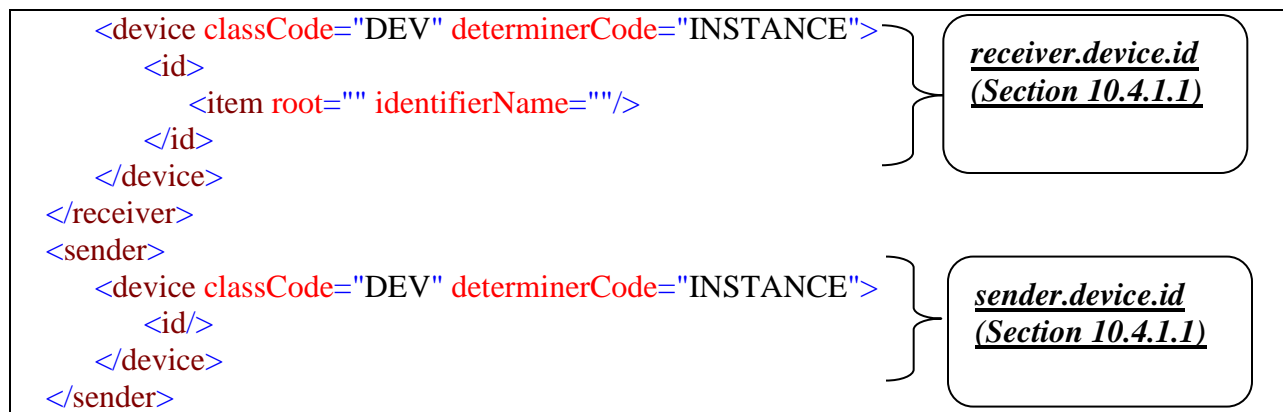 <device classCode="DEV" determinerCode="INSTANCE">
<id>
<item root="" identifierName=""/>
</id>
</device>
</receiver>
<sender>
<device classCode="DEV" determinerCode="INSTANCE">
<id/>
</device>
</sender>
receiver.device.id
(Section 10.4.1.1)
sender.device.id
(Section 10.4.1.1)